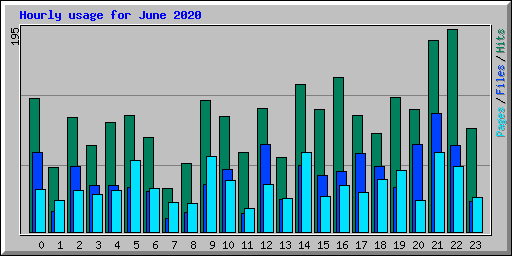 Hourly usage for June 2020
195
Pages / Files / Hits
0 1 2 3 4 5 6 7 8 9 10 11 12 13 14 15 16 17 18 19 20 21 22 23